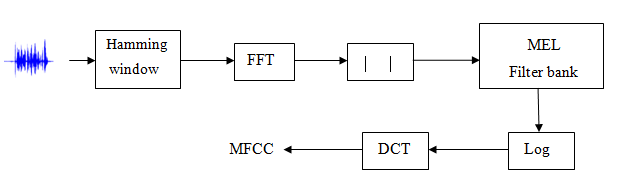 Hamming
window
FFT
| |
MEL
Filter bank
Log
DCT
MFCC